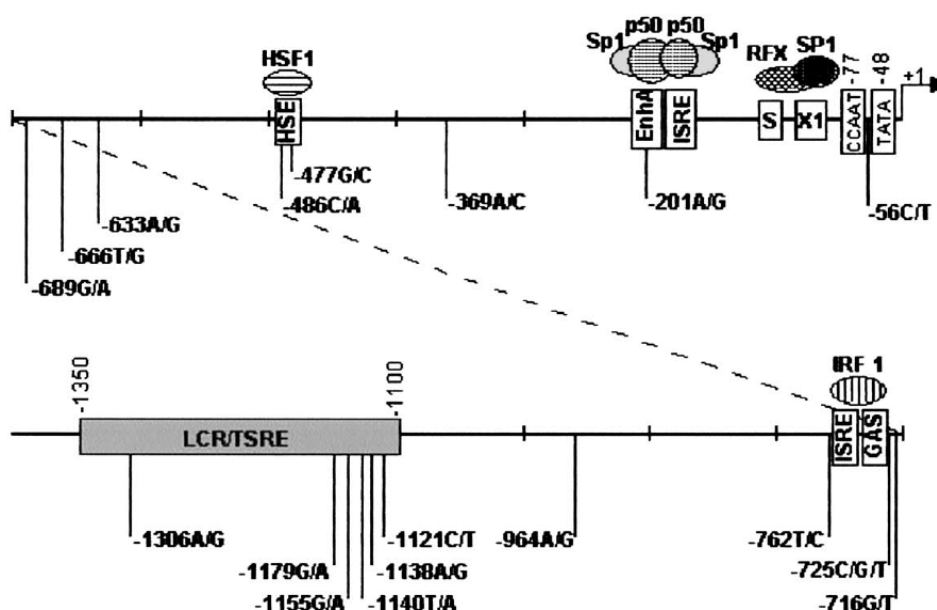 p50 p50
Sp1 Sp1
HSF1
RFX SP1
-77
-48
+1
HSE
EnhA
ISRE
S
X1
CCAAT
TATA
-477G/C
-486C/A
-369A/C
-201A/G
-56C/T
-633A/G
-666T/G
-689G/A
-1350
-1100
IRF 1
LCR/TSRE
ISRE
GAS
-1306A/G
-1121C/T
-964A/G
-762T/C
-1179G/A
-1138A/G
-725C/G/T
-1155G/A
-1140T/A
-716G/T